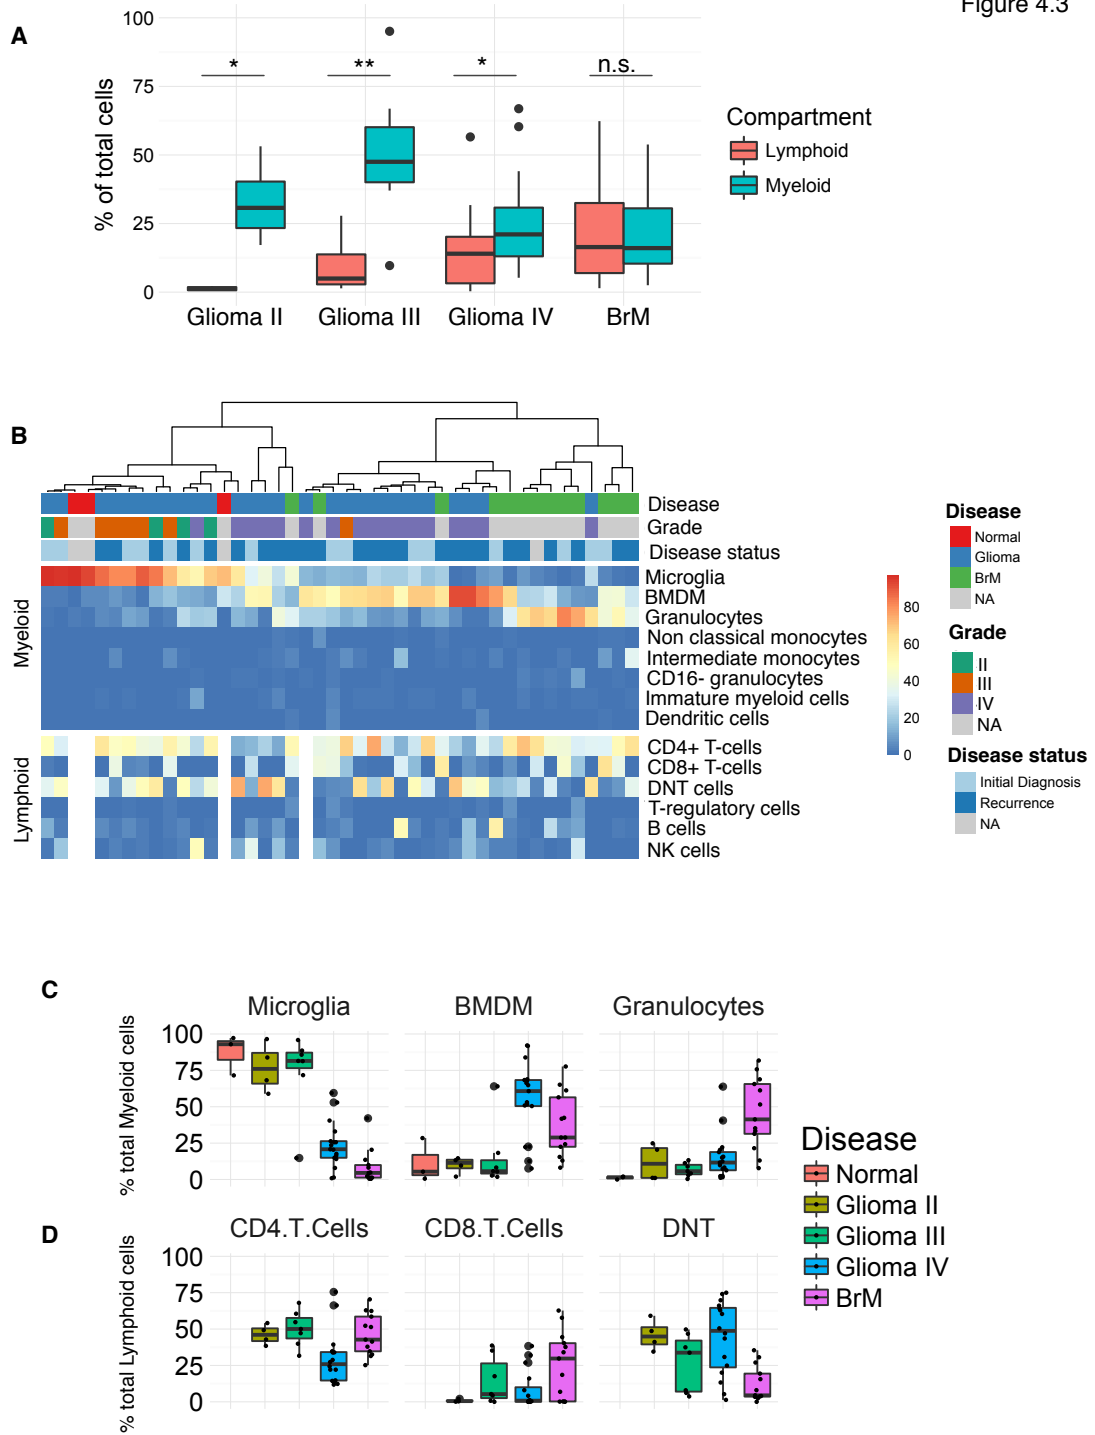 Figure 4.3
A
100
75
50
25
0
% of total cells
*
**
*
n.s.
Glioma II
Glioma III
Glioma IV
BrM
Compartment
Lymphoid
Myeloid
B
Disease
Grade
Disease status
Myeloid
Microglia
BMDM
Granulocytes
Non classical monocytes
Intermediate monocytes
CD16- granulocytes
Immature myeloid cells
Dendritic cells
Lymphoid
CD4+ T-cells
CD8+ T-cells
DNT cells
T-regulatory cells
B cells
NK cells
80
60
40
20
0
Disease
Normal
Glioma
BrM
NA
Grade
II
III
IV
NA
Disease status
Initial Diagnosis
Recurrence
NA
C
% total Myeloid cells
Microglia
BMDM
Granulocytes
100
75
50
25
0
D
% total Lymphoid cells
CD4.T.Cells
CD8.T.Cells
DNT
100
75
50
25
0
Disease
Normal
Glioma II
Glioma III
Glioma IV
BrM